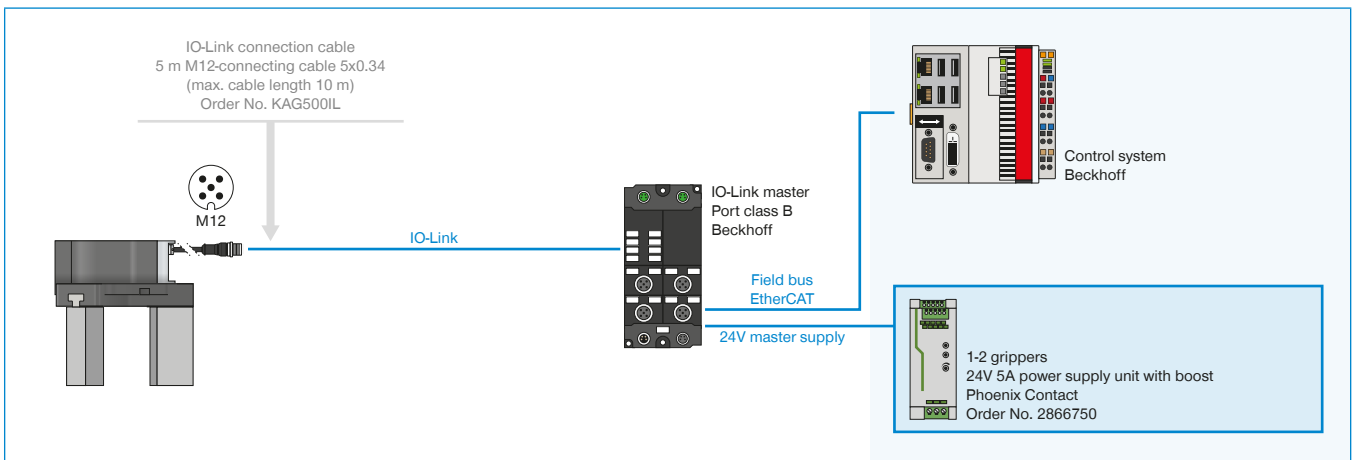 IO-Link connection cable
5 m M12-connecting cable 5x0.34
(max. cable length 10 m)
Order No. KAG500IL
M12
IO-Link
IO-Link master
Port class B
Beckhoff
Field bus
EtherCAT
24V master supply
Control system
Beckhoff
1-2 grippers
24V 5A power supply unit with boost
Phoenix Contact
Order No. 2866750